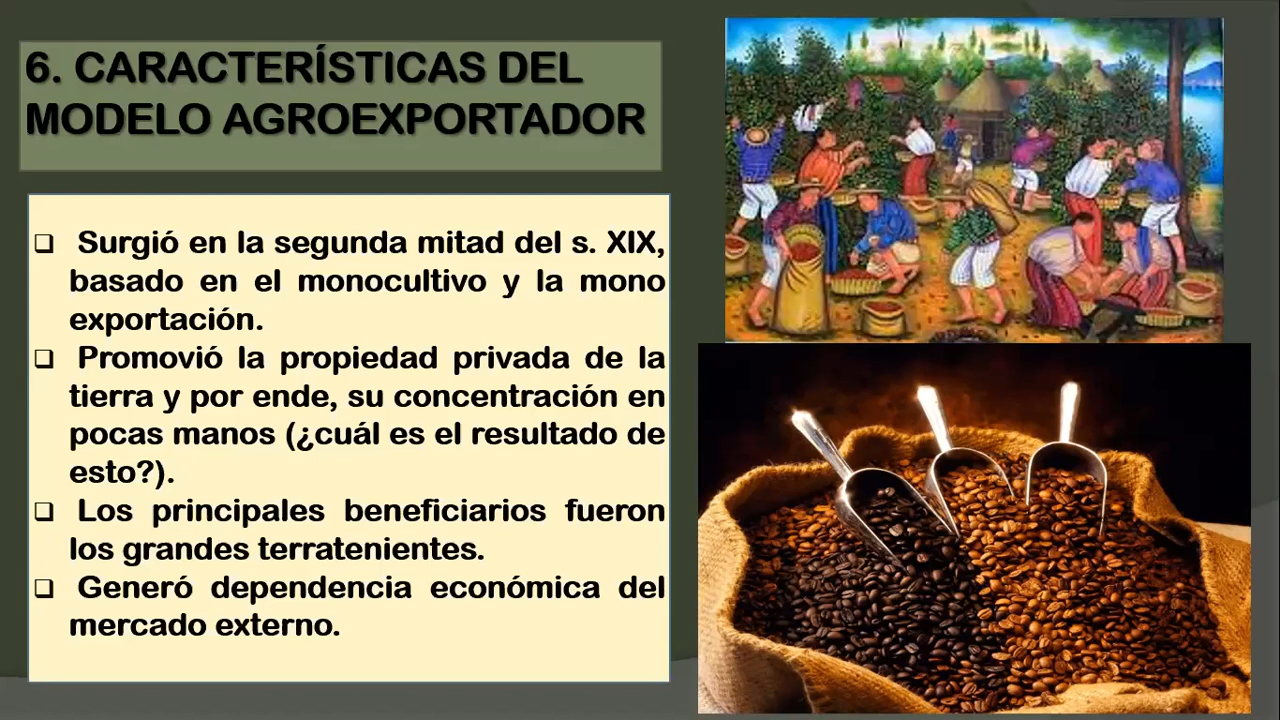 6. CARACTERÍSTICAS DEL
MODELO AGROEXPORTADOR
❑ Surgió en la segunda mitad del s. XIX,
basado en el monocultivo y la mono
exportación.
❑ Promovió la propiedad privada de la
tierra y por ende, su concentración en
pocas manos (¿cuál es el resultado de
esto?).
❑ Los principales beneficiarios fueron
los grandes terratenientes.
❑ Generó dependencia económica del
mercado externo.